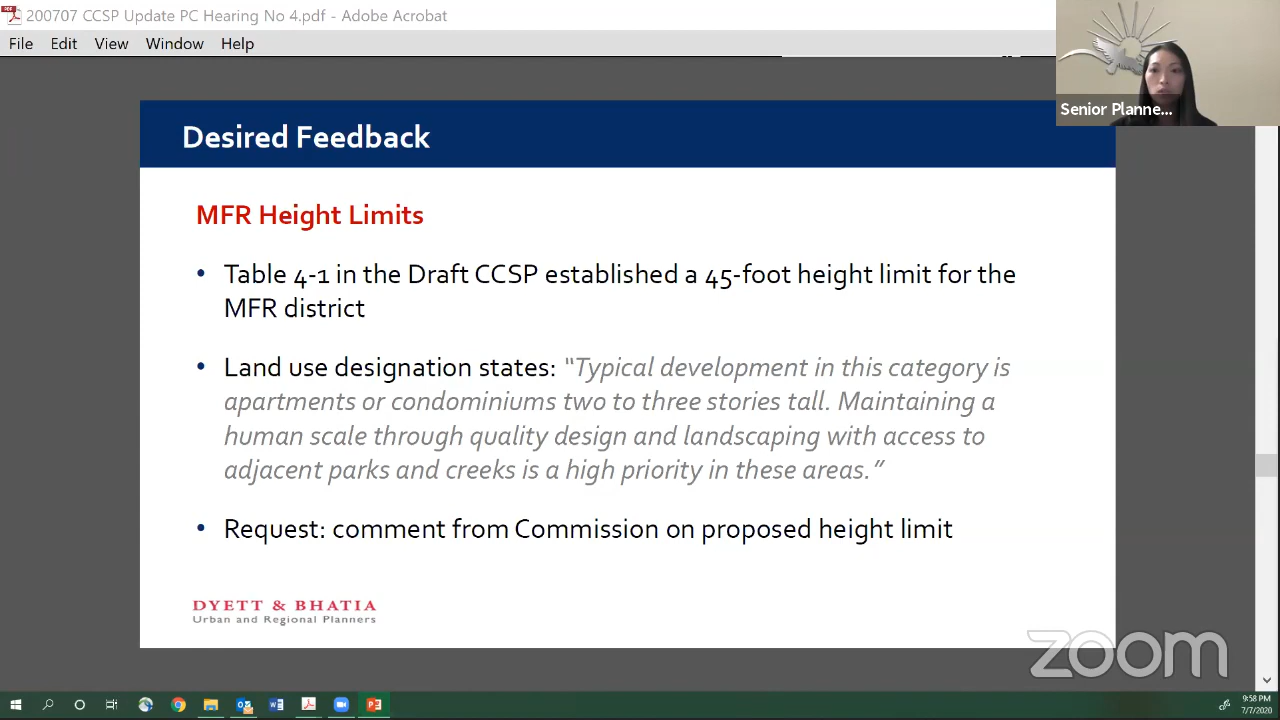 200707 CCSP Update PC Hearing No 4.pdf - Adobe Acrobat
File Edit View Window Help
Senior Planne...
Desired Feedback
MFR Height Limits
• Table 4-1 in the Draft CCSP established a 45-foot height limit for the
MFR district
• Land use designation states: “Typical development in this category is
apartments or condominiums two to three stories tall. Maintaining a
human scale through quality design and landscaping with access to
adjacent parks and creeks is a high priority in these areas.”
• Request: comment from Commission on proposed height limit
DYETT & BHATIA
Urban and Regional Planners
zoom
9:58 PM
7/7/2020